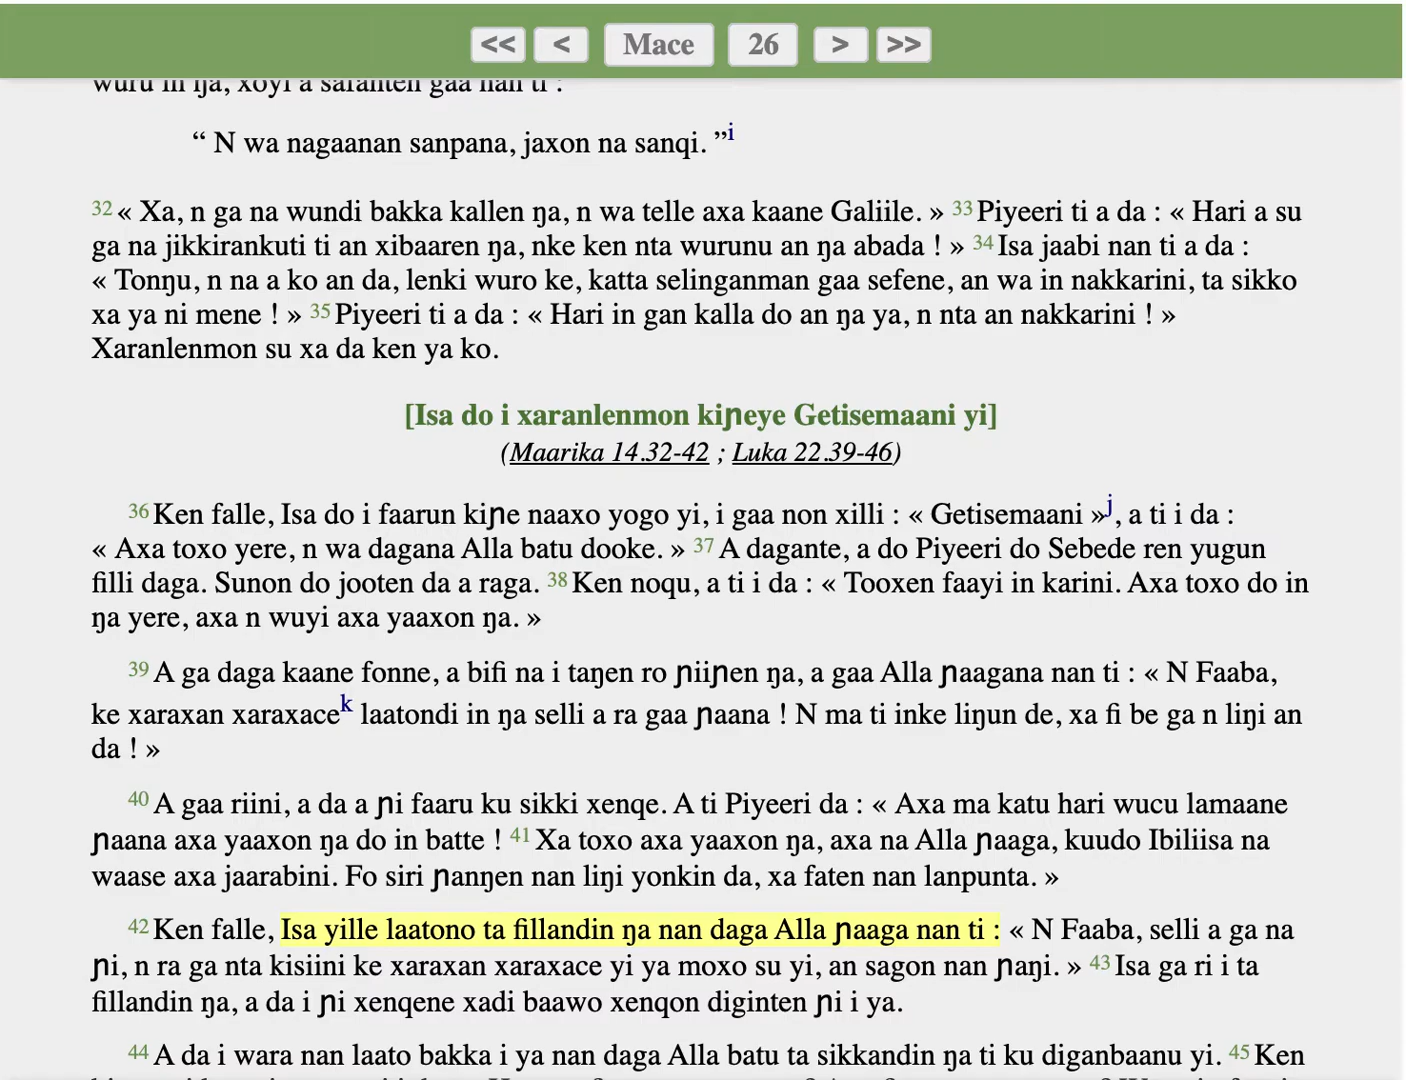 << < Mace 26 > >>
wuru in ŋa, xoyi a safanten gaa nan ti :
“ N wa nagaanan sanpana, jaxon na sanqi. ”i
32 « Xa, n ga na wundi bakka kallen ŋa, n wa telle axa kaane Galiile. » 33 Piyeeri ti a da : « Hari a su
ga na jikkirankuti ti an xibaaren ŋa, nke ken nta wurunu an ŋa abada ! » 34 Isa jaabi nan ti a da :
« Tonŋu, n na a ko an da, lenki wuro ke, katta selinganman gaa sefene, an wa in nakkarini, ta sikko
xa ya ni mene ! » 35 Piyeeri ti a da : « Hari in gan kalla do an ŋa ya, n nta an nakkarini ! »
Xaranlenmon su xa da ken ya ko.
[Isa do i xaranlenmon kiɲeye Getisemaani yi]
(Maarika 14.32-42 ; Luka 22.39-46)
36 Ken falle, Isa do i faarun kiɲe naaxo yogo yi, i gaa non xilli : « Getisemaani »j, a ti i da :
« Axa toxo yere, n wa dagana Alla batu dooke. » 37 A dagante, a do Piyeeri do Sebede ren yugun
filli daga. Sunon do jooten da a raga. 38 Ken noqu, a ti i da : « Tooxen faayi in karini. Axa toxo do in
ŋa yere, axa n wuyi axa yaaxon ŋa. »
39 A ga daga kaane fonne, a bifi na i taŋen ro ɲiiɲen ŋa, a gaa Alla ɲaagana nan ti : « N Faaba,
ke xaraxan xaraxacek laatondi in ŋa selli a ra gaa ɲaana ! N ma ti inke liŋun de, xa fi be ga n liŋi an
da ! »
40 A gaa riini, a da a ɲi faaru ku sikki xenqe. A ti Piyeeri da : « Axa ma katu hari wucu lamaane
ɲaana axa yaaxon ŋa do in batte ! 41 Xa toxo axa yaaxon ŋa, axa na Alla ɲaaga, kuudo Ibiliisa na
waase axa jaarabini. Fo siri ɲanŋen nan liŋi yonkin da, xa faten nan lanpunta. »
42 Ken falle, Isa yille laatono ta fillandin ŋa nan daga Alla ɲaaga nan ti : « N Faaba, selli a ga na
ɲi, n ra ga nta kisiini ke xaraxan xaraxace yi ya moxo su yi, an sagon nan ɲaŋi. » 43 Isa ga ri i ta
fillandin ŋa, a da i ɲi xenqene xadi baawo xenqon diginten ɲi i ya.
44 A da i wara nan laato bakka i ya nan daga Alla batu ta sikkandin ŋa ti ku diganbaanu yi. 45 Ken